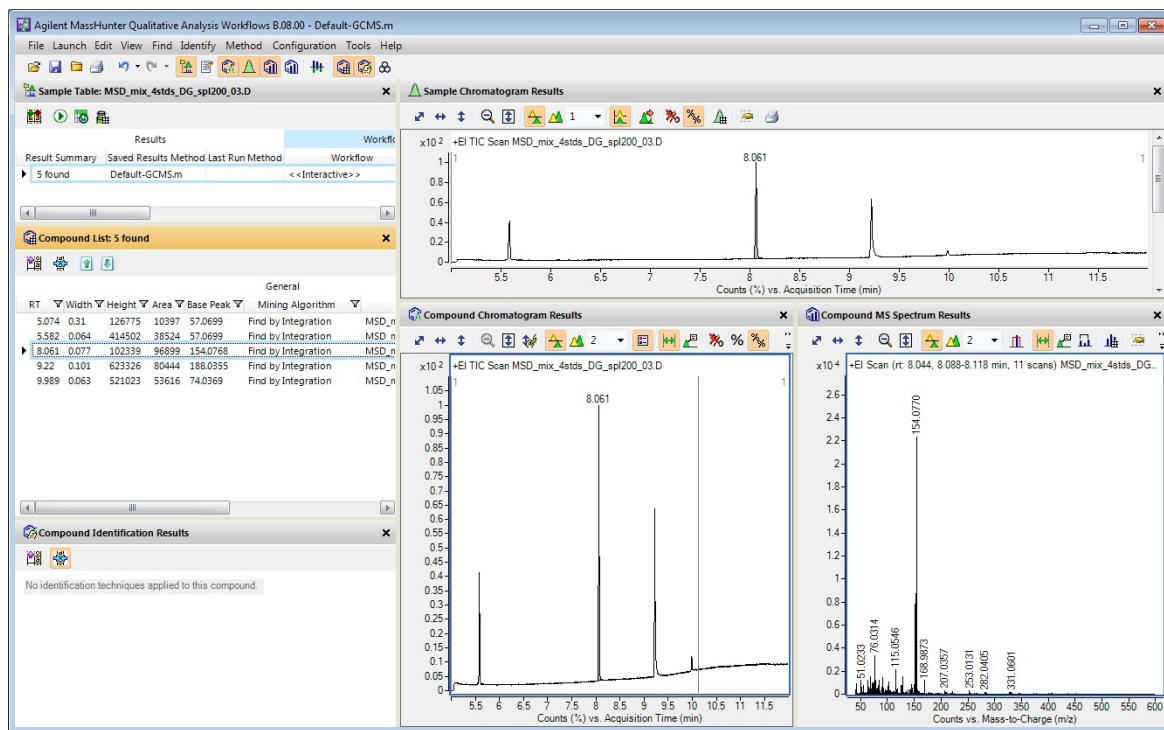 Agilent MassHunter Qualitative Analysis Workflows B.08.00 - Default-GCMS.m
File Launch Edit View Find Identify Method Configuration Tools Help
Sample Table: MSD_mix_4stds_DG_spl200_03.D
Results Workflo
Result Summary Saved Results Method Last Run Method Workflow
5 found Default-GCMS.m <<Interactive>>
Compound List: 5 found
General
RT Width Height Area Base Peak Mining Algorithm
5.074 0.31 126775 10397 57.0699 Find by Integration MSD_n
5.582 0.064 414502 38524 57.0699 Find by Integration MSD_n
8.061 0.077 102339 96899 154.0768 Find by Integration MSD_n
9.22 0.101 623326 80444 188.0355 Find by Integration MSD_n
9.989 0.063 521023 53616 74.0369 Find by Integration MSD_n
Compound Identification Results
No identification techniques applied to this compound.
Sample Chromatogram Results
1
x10 2 +EI TIC Scan MSD_mix_4stds_DG_spl200_03.D
1 8.061 1
1
0.8
0.6
0.4
0.2
0
5.5 6 6.5 7 7.5 8 8.5 9 9.5 10 10.5 11 11.5
Counts (%) vs. Acquisition Time (min)
Compound Chromatogram Results
2
x10 2 +EI TIC Scan MSD_mix_4stds_DG_spl200_03.D
1 1
1.05
8.061
1
0.95
0.9
0.85
0.8
0.75
0.7
0.65
0.6
0.55
0.5
0.45
0.4
0.35
0.3
0.25
0.2
0.15
0.1
0.05
0
5.5 6 6.5 7 7.5 8 8.5 9 9.5 10 10.5 11 11.5
Counts (%) vs. Acquisition Time (min)
Compound MS Spectrum Results
2
x10 4 +EI Scan (rt: 8.044, 8.088-8.118 min, 11 scans) MSD_mix_4stds_DG...
2.6
2.4
2.2
2
1.8
1.6
1.4
1.2
1
0.8
0.6
0.4
0.2
0
51.0233
76.0314
115.0546
154.0770
168.9873
207.0357
253.0131
282.0405
331.0601
50 100 150 200 250 300 350 400 450 500 550 600
Counts vs. Mass-to-Charge (m/z)